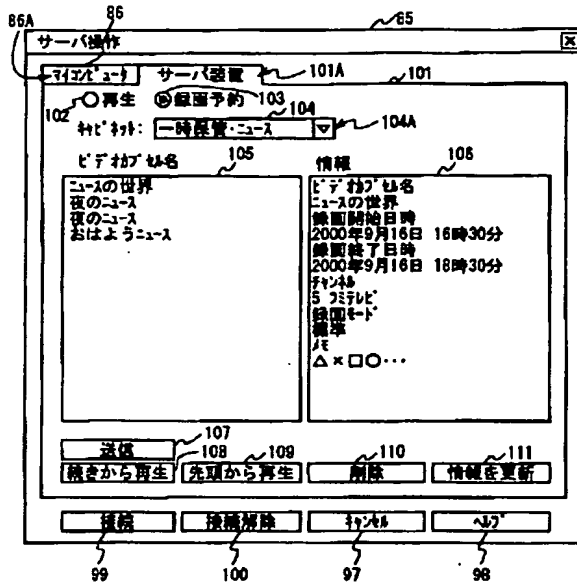 86A
86
85
サーバ操作
マイコンピュータ
サーバ装置
101A
101
102
再生
録画予約
103
104
キャビネット:
一時保管・ニュース
104A
ビデオカプセル名
105
情報
106
ニュースの世界
夜のニュース
夜のニュース
おはようニュース
ビデオカプセル名
ニュースの世界
録画開始日時
2000年9月16日 16時30分
録画終了日時
2000年9月16日 18時30分
チャンネル
5 フミテレビ
録画モード
標準
メモ
△×□○・・・
送信
107
108
109
110
111
続きから再生
先頭から再生
削除
情報を更新
接続
接続解除
キャンセル
ヘルプ
99
100
97
98